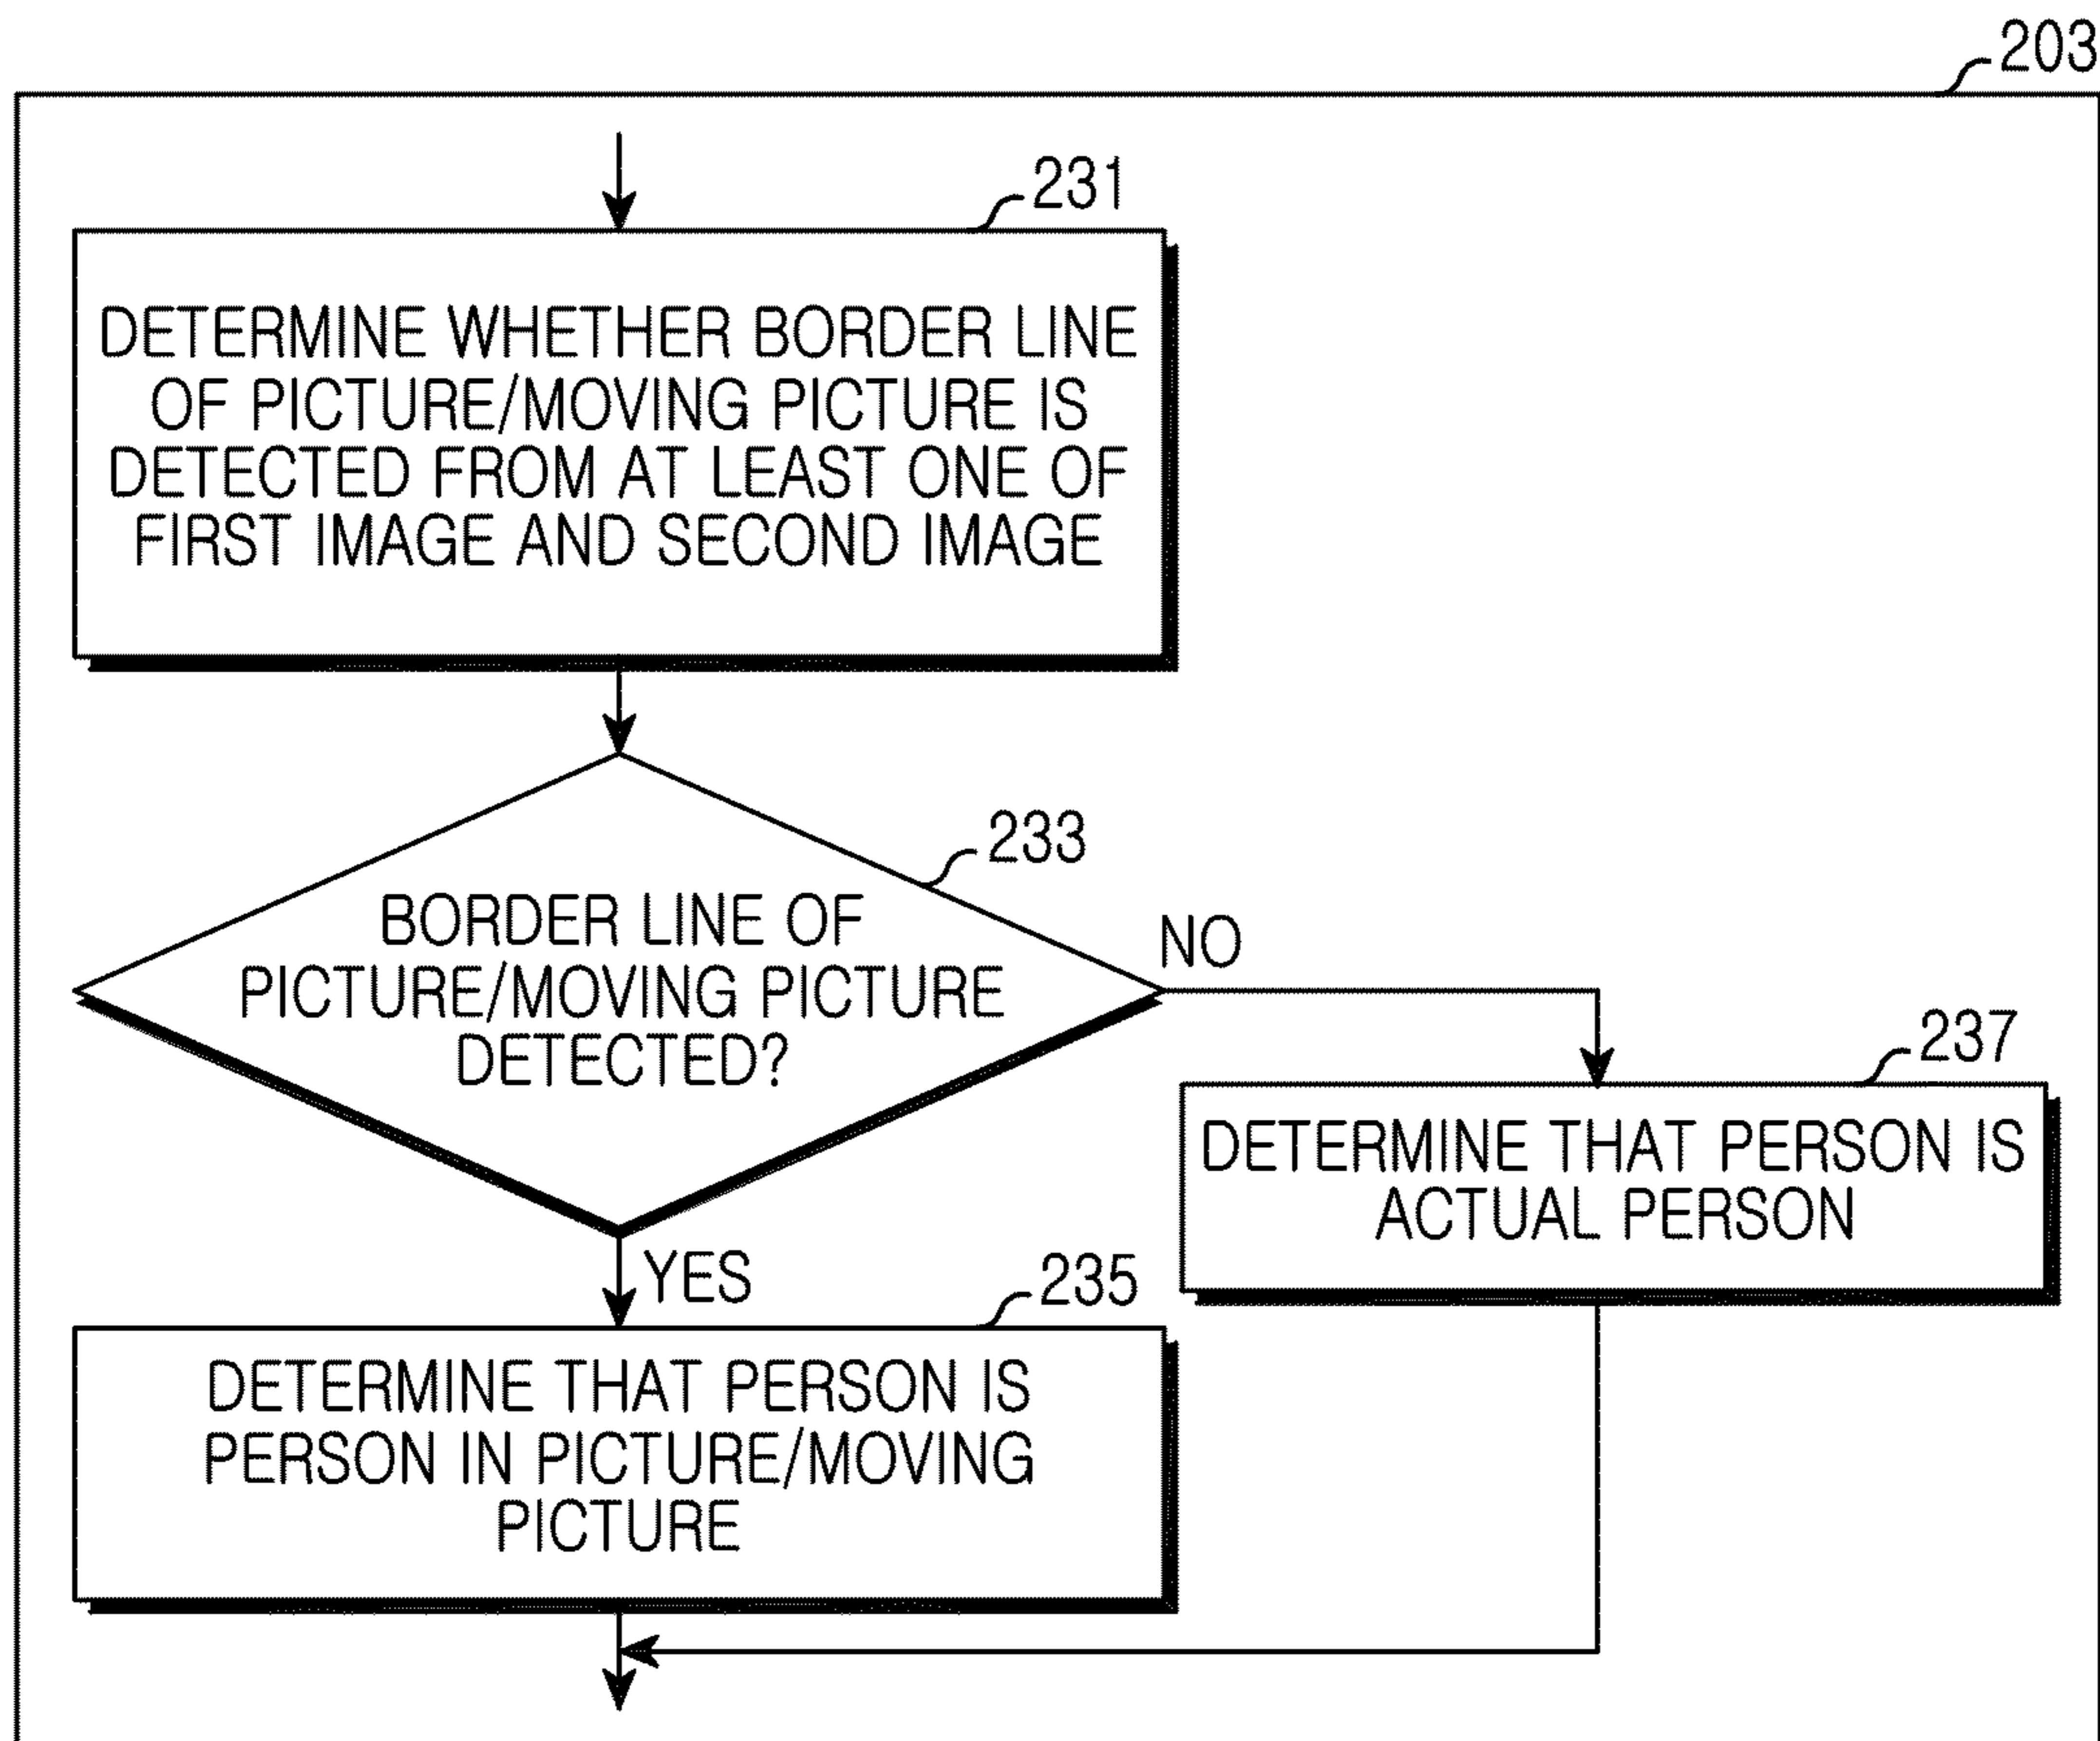 203
231
DETERMINE WHETHER BORDER LINE
OF PICTURE/MOVING PICTURE IS
DETECTED FROM AT LEAST ONE OF
FIRST IMAGE AND SECOND IMAGE
233
BORDER LINE OF
PICTURE/MOVING PICTURE
DETECTED?
NO
237
DETERMINE THAT PERSON IS
ACTUAL PERSON
YES
235
DETERMINE THAT PERSON IS
PERSON IN PICTURE/MOVING
PICTURE